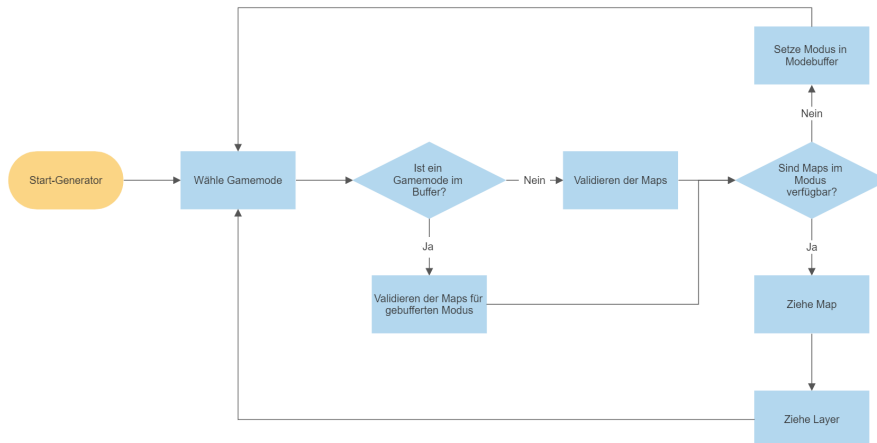 Setze Modus in
Modebuffer
Nein
Start-Generator
Wähle Gamemode
Ist ein
Gamemode im
Buffer?
Nein
Validieren der Maps
Sind Maps im
Modus
verfügbar?
Ja
Ja
Validieren der Maps für
gebufferten Modus
Ziehe Map
Ziehe Layer